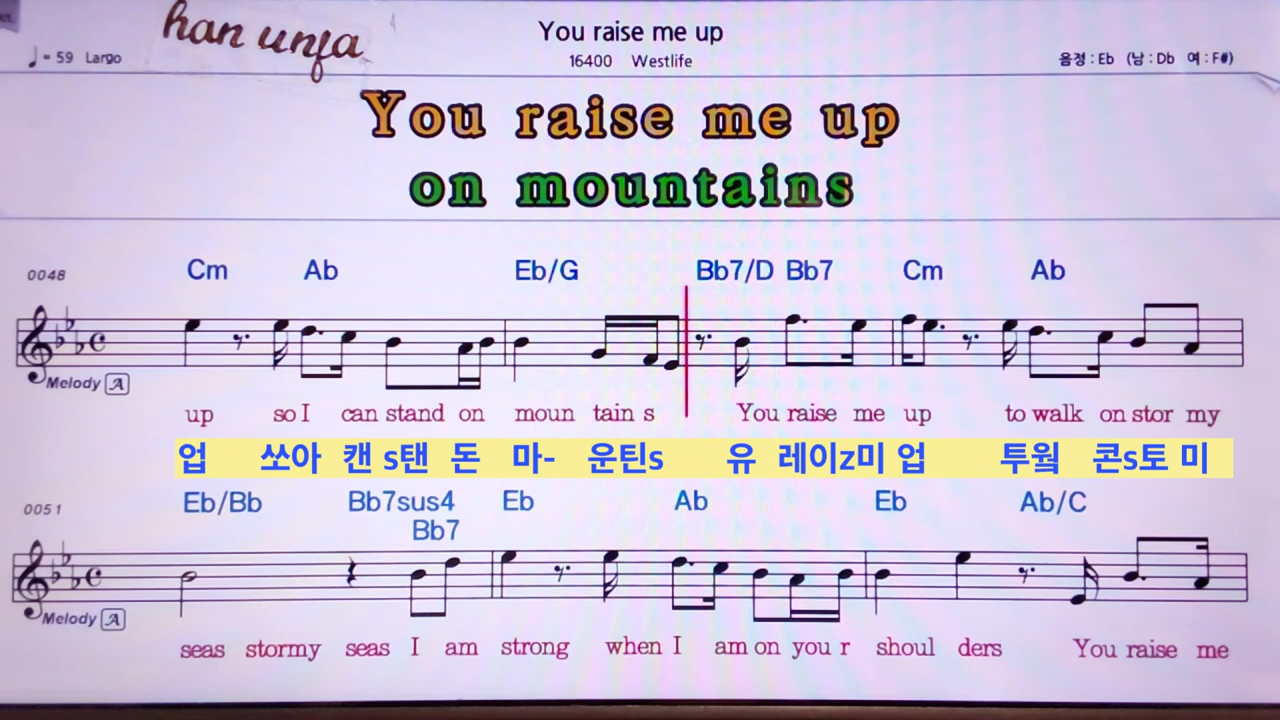 han unja
You raise me up
♩= 59 Largo
16400 Westlife
음정 : Eb (남 : Db 여 : F#)
You raise me up
on mountains
0048
Cm Ab Eb/G Bb7/D Bb7 Cm Ab
Melody A
up so I can stand on moun tain s You raise me up to walk on stor my
업 쏘아 캔 s탠 돈 마- 운틴s 유 레이z미 업 투웤 콘s토 미
0051
Eb/Bb Bb7sus4 Eb Ab Eb Ab/C
Bb7
Melody A
seas stormy seas I am strong when I am on you r shoul ders You raise me